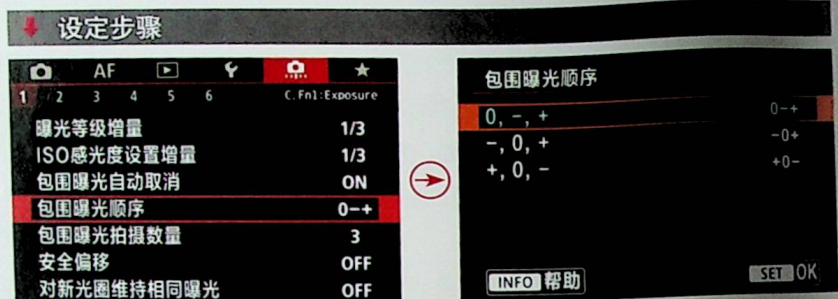 设定步骤
AF
1 2 3 4 5 6 C.Fn1:Exposure
曝光等级增量 1/3
ISO感光度设置增量 1/3
包围曝光自动取消 ON
包围曝光顺序 0-+
包围曝光拍摄数量 3
安全偏移 OFF
对新光圈维持相同曝光 OFF
包围曝光顺序
0, -, + 0-+
-, 0, + -0+
+, 0, - +0-
INFO 帮助 SET OK